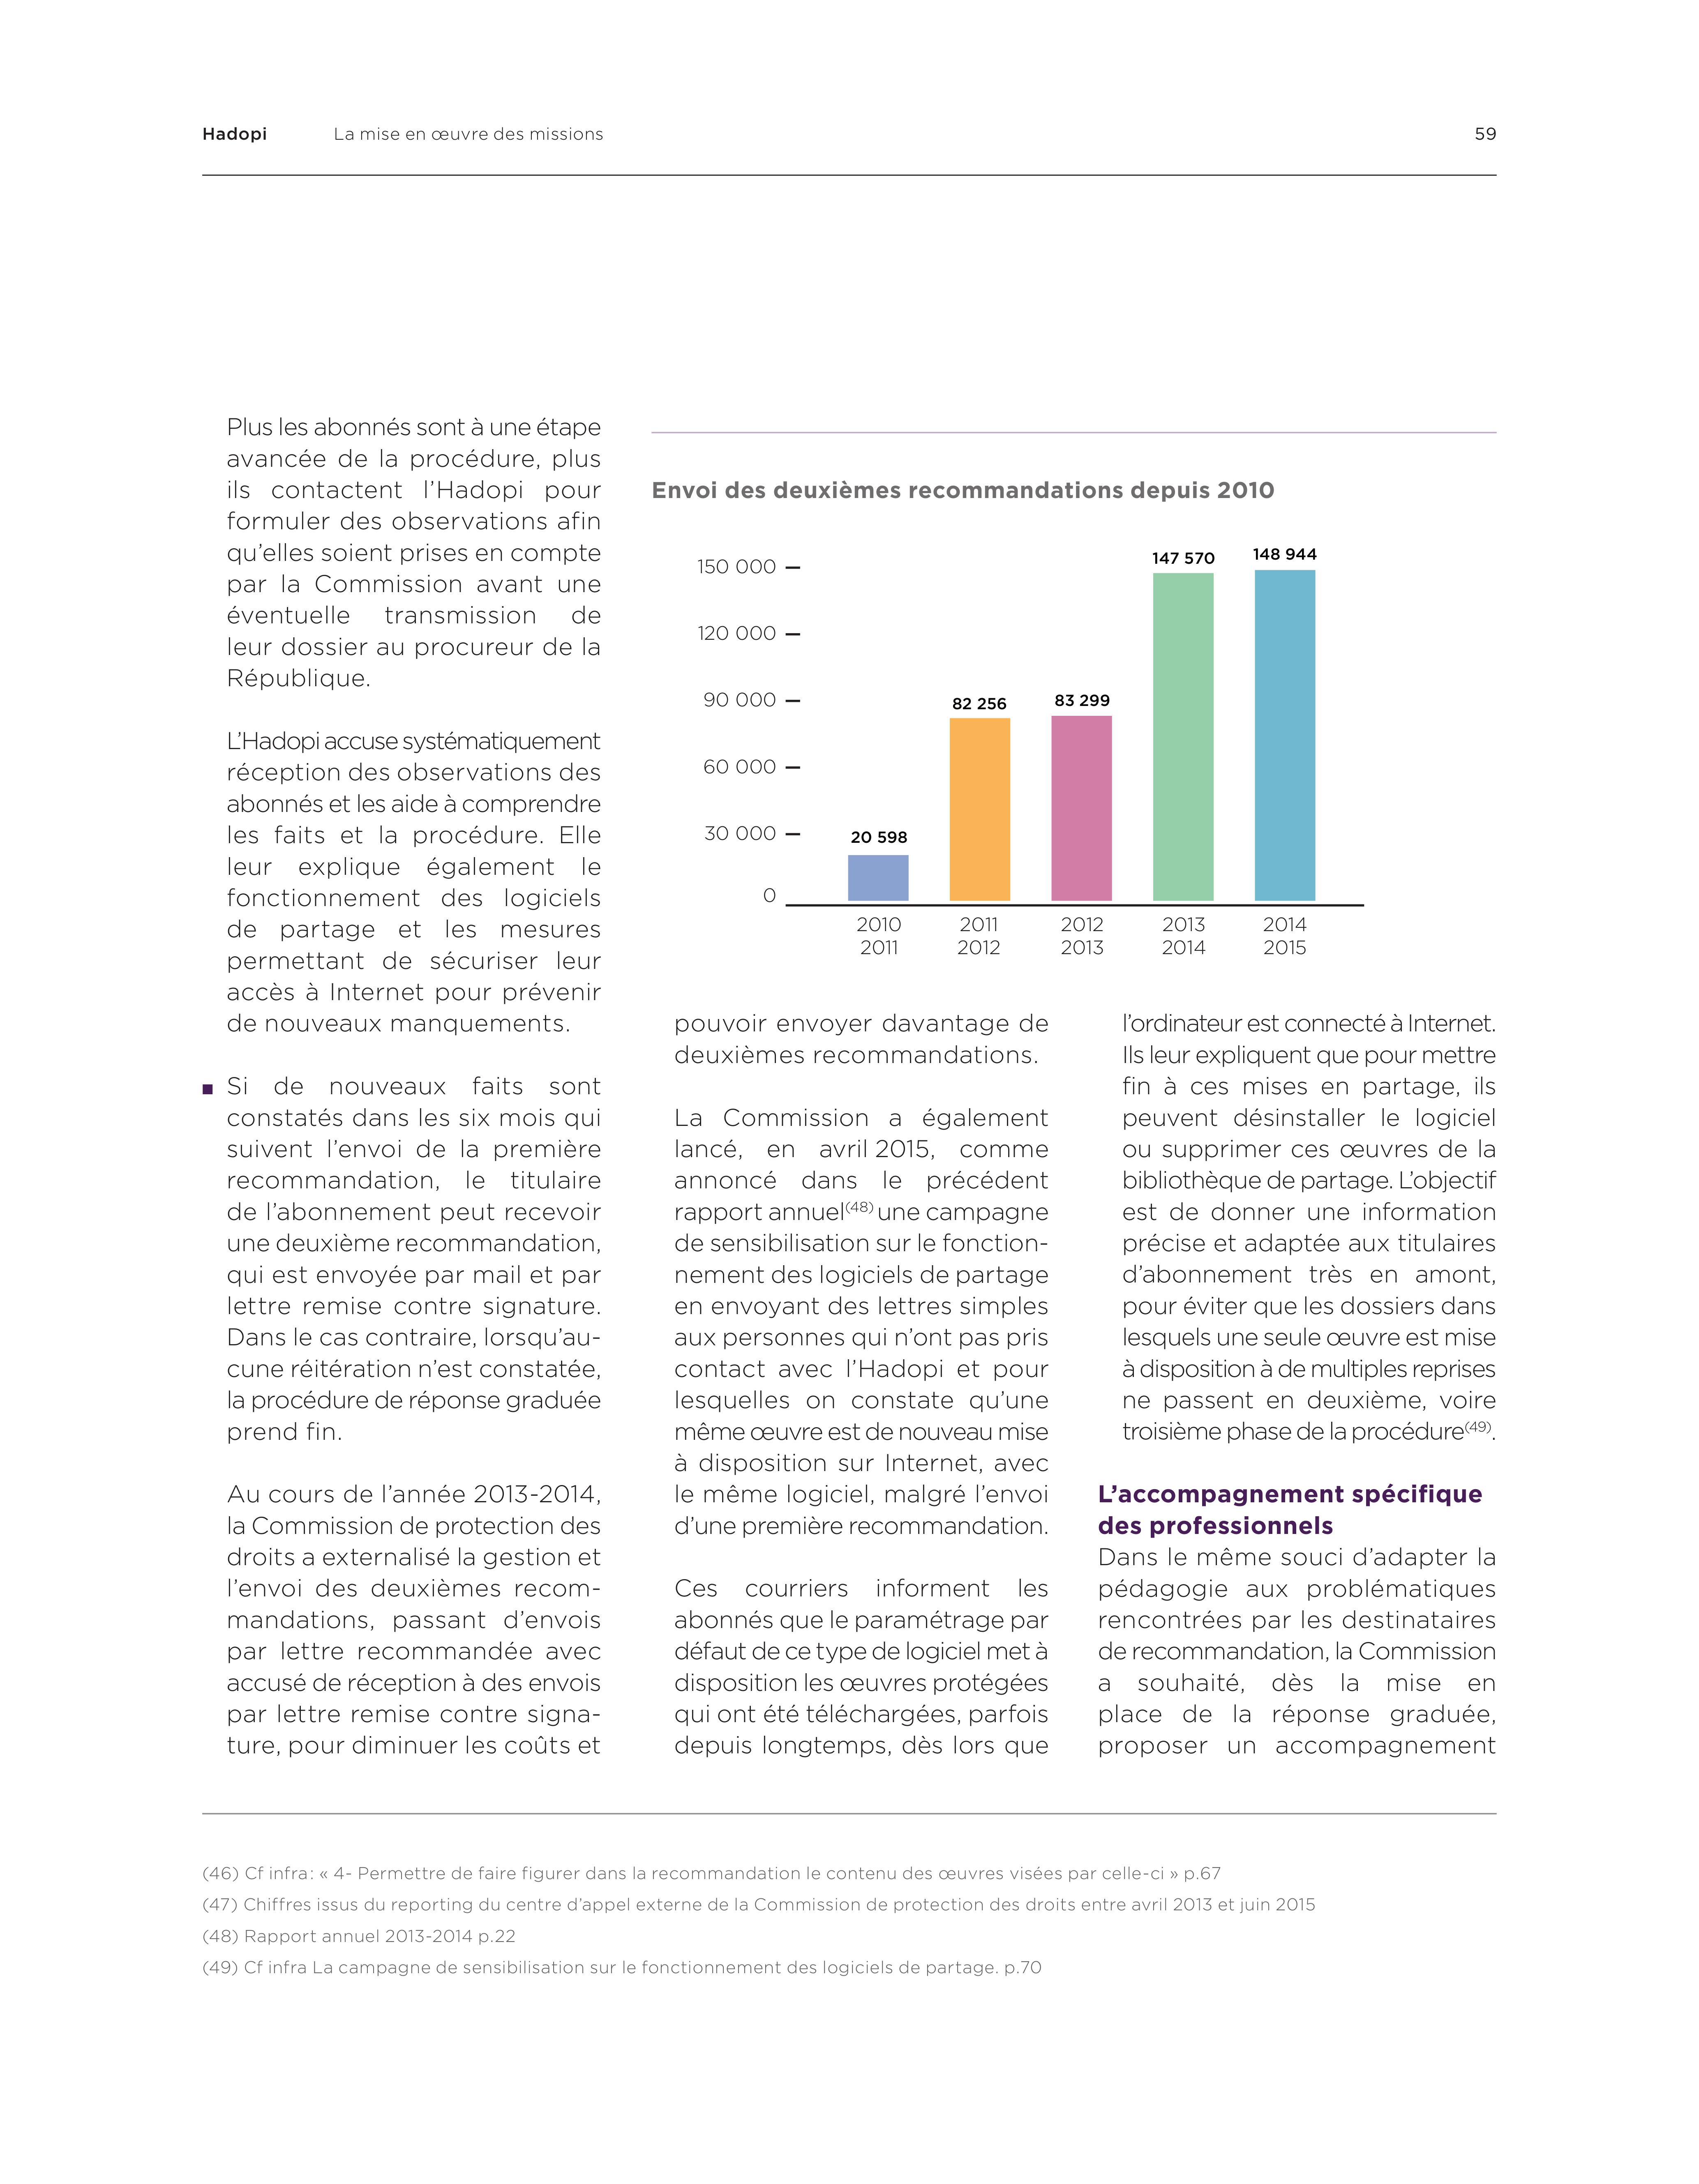 Hadopi La mise en œuvre des missions 59
Plus les abonnés sont à une étape
avancée de la procédure, plus
ils contactent l’Hadopi pour
formuler des observations afin
qu’elles soient prises en compte
par la Commission avant une
éventuelle transmission de
leur dossier au procureur de la
République.
L’Hadopi accuse systématiquement
réception des observations des
abonnés et les aide à comprendre
les faits et la procédure. Elle
leur explique également le
fonctionnement des logiciels
de partage et les mesures
permettant de sécuriser leur
accès à Internet pour prévenir
de nouveaux manquements.
■ Si de nouveaux faits sont
constatés dans les six mois qui
suivent l’envoi de la première
recommandation, le titulaire
de l’abonnement peut recevoir
une deuxième recommandation,
qui est envoyée par mail et par
lettre remise contre signature.
Dans le cas contraire, lorsqu’au-
cune réitération n’est constatée,
la procédure de réponse graduée
prend fin.
Au cours de l’année 2013-2014,
la Commission de protection des
droits a externalisé la gestion et
l’envoi des deuxièmes recom-
mandations, passant d’envois
par lettre recommandée avec
accusé de réception à des envois
par lettre remise contre signa-
ture, pour diminuer les coûts et
Envoi des deuxièmes recommandations depuis 2010
150 000
120 000
90 000
60 000
30 000
0
20 598
82 256
83 299
147 570
148 944
2010 2011 2012 2013 2014
2011 2012 2013 2014 2015
pouvoir envoyer davantage de
deuxièmes recommandations.
La Commission a également
lancé, en avril 2015, comme
annoncé dans le précédent
rapport annuel(48) une campagne
de sensibilisation sur le fonction-
nement des logiciels de partage
en envoyant des lettres simples
aux personnes qui n’ont pas pris
contact avec l’Hadopi et pour
lesquelles on constate qu’une
même œuvre est de nouveau mise
à disposition sur Internet, avec
le même logiciel, malgré l’envoi
d’une première recommandation.
Ces courriers informent les
abonnés que le paramétrage par
défaut de ce type de logiciel met à
disposition les œuvres protégées
qui ont été téléchargées, parfois
depuis longtemps, dès lors que
l’ordinateur est connecté à Internet.
Ils leur expliquent que pour mettre
fin à ces mises en partage, ils
peuvent désinstaller le logiciel
ou supprimer ces œuvres de la
bibliothèque de partage. L’objectif
est de donner une information
précise et adaptée aux titulaires
d’abonnement très en amont,
pour éviter que les dossiers dans
lesquels une seule œuvre est mise
à disposition à de multiples reprises
ne passent en deuxième, voire
troisième phase de la procédure(49).
L’accompagnement spécifique
des professionnels
Dans le même souci d’adapter la
pédagogie aux problématiques
rencontrées par les destinataires
de recommandation, la Commission
a souhaité, dès la mise en
place de la réponse graduée,
proposer un accompagnement
(46) Cf infra : « 4- Permettre de faire figurer dans la recommandation le contenu des œuvres visées par celle-ci » p.67
(47) Chiffres issus du reporting du centre d’appel externe de la Commission de protection des droits entre avril 2013 et juin 2015
(48) Rapport annuel 2013-2014 p.22
(49) Cf infra La campagne de sensibilisation sur le fonctionnement des logiciels de partage. p.70